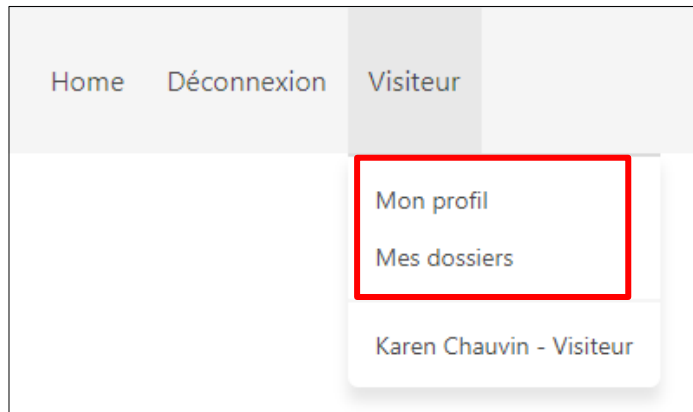 Home Déconnexion Visiteur
Mon profil
Mes dossiers
Karen Chauvin - Visiteur